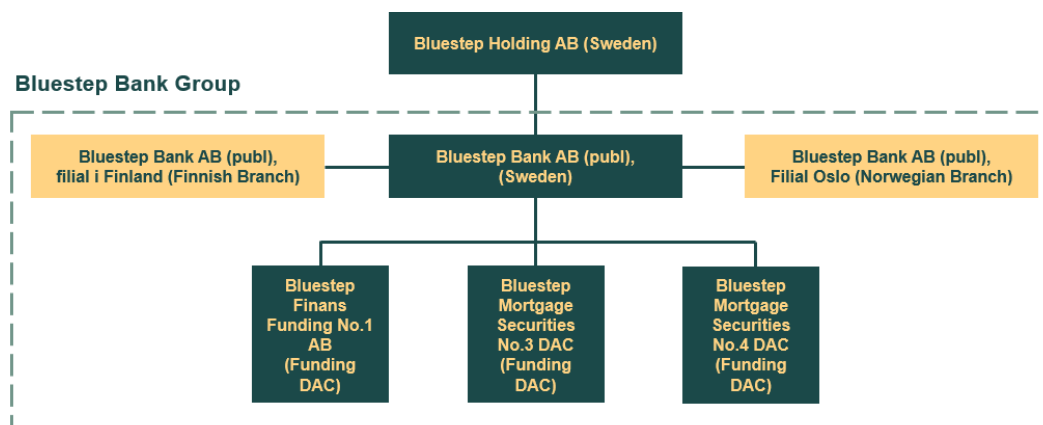 Bluestep Holding AB (Sweden)
Bluestep Bank Group
Bluestep Bank AB (publ),
filial i Finland (Finnish Branch)
Bluestep Bank AB (publ),
(Sweden)
Bluestep Bank AB (publ),
Filial Oslo (Norwegian Branch)
Bluestep
Finans
Funding No.1
AB
(Funding
DAC)
Bluestep
Mortgage
Securities
No.3 DAC
(Funding
DAC)
Bluestep
Mortgage
Securities
No.4 DAC
(Funding
DAC)